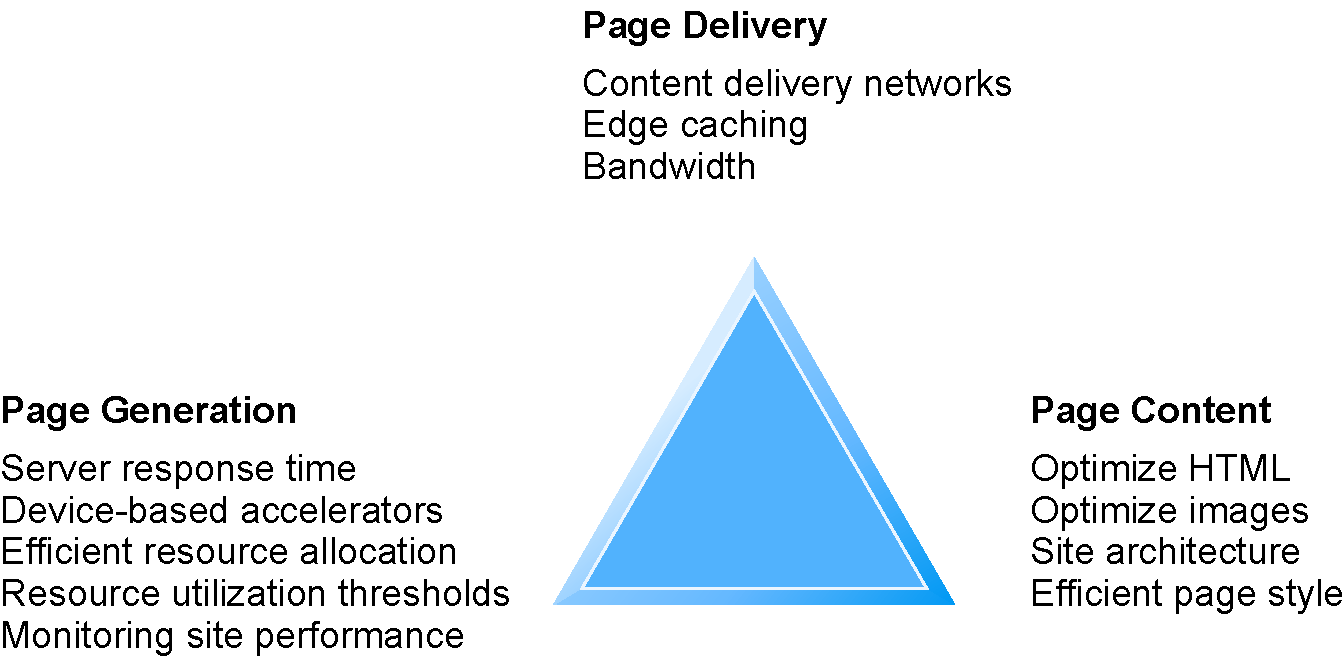 Page Delivery
Content delivery networks
Edge caching
Bandwidth
Page Generation
Server response time
Device-based accelerators
Efficient resource allocation
Resource utilization thresholds
Monitoring site performance
Page Content
Optimize HTML
Optimize images
Site architecture
Efficient page style